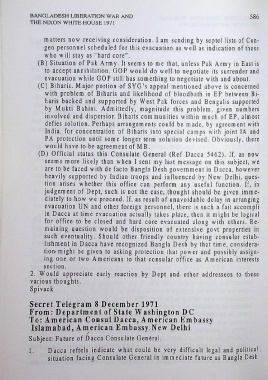 BANGLADESH LIBERATION WAR AND
THE NIXON WHITE HOUSE 1971
586
matters now receiving consideration. I am sending by septel lists of Con-
gen personnel scheduled for this evacuation as well as indication of those
who will stay as "hard core".
(B) Situation of Pak Army. It seems to me that, unless Pak Army in East is
to accept annihilation, GOP would do well to negotiate its surrender and
evacuation while GOP still has something to negotiate with and about.
(C) Biharis. Major portion of SYG's appeal mentioned above is concerned
with problem of Biharis and likelihood of bloodbath in EP between Bi-
haris backed and supported by West Pak forces and Bengalis supported
by Mukti Bahini. Admittedly, magnitude this problem, given numbers
involved and dispersion Biharis communities within much of EP, almost
defies solution. Perhaps arrangements could be made, by agreement with
India, for concentration of Biharis into special camps with joint IA and
PA protection until some longer term solution devised. Obviously, there
would have to be agreement of MB.
(D) Official status this Consulate General (Ref Dacca 5462). If, as now
seems more likely than when I sent my last message on this subject, we
are to be faced with de facto Bangla Desh government in Dacca, however
heavily supported by Indian troops and influenced by New Delhi, ques-
tion arises whether this office can perform any useful function. If, in
judgement of Dept, such is not the case, thought should be given imme-
diately to how we proceed. If, as result of unavoidable delay in arranging
evacuation UN and other foreign personnel, there is such a fait accompli
in Dacca at time evacuation actually takes place, then it might be logical
for office to be closed and hard core evacuated along with others. Re-
maining question would be disposition of extensive govt properties in
such eventuality. Should other friendly country having consular estab-
lishment in Dacca have recognized Bangla Desh by that time, considera-
tion might be given to asking protection that power and possibly assign-
ing one or two Americans to that consular office as American interests
section.
2. Would appreciate early reaction by Dept and other addressees to these
various thoughts.
Spivack
Secret Telegram 8 December 1971
From: Department of State Washington DC
To: American Consul Dacca, American Embassy
Islamabad, American Embassy New Delhi
Subject: Future of Dacca Consulate General.
1. Dacca reftels indicate what could be very difficult legal and political
situation facing Consulate General in immediate future as Bangla Desh